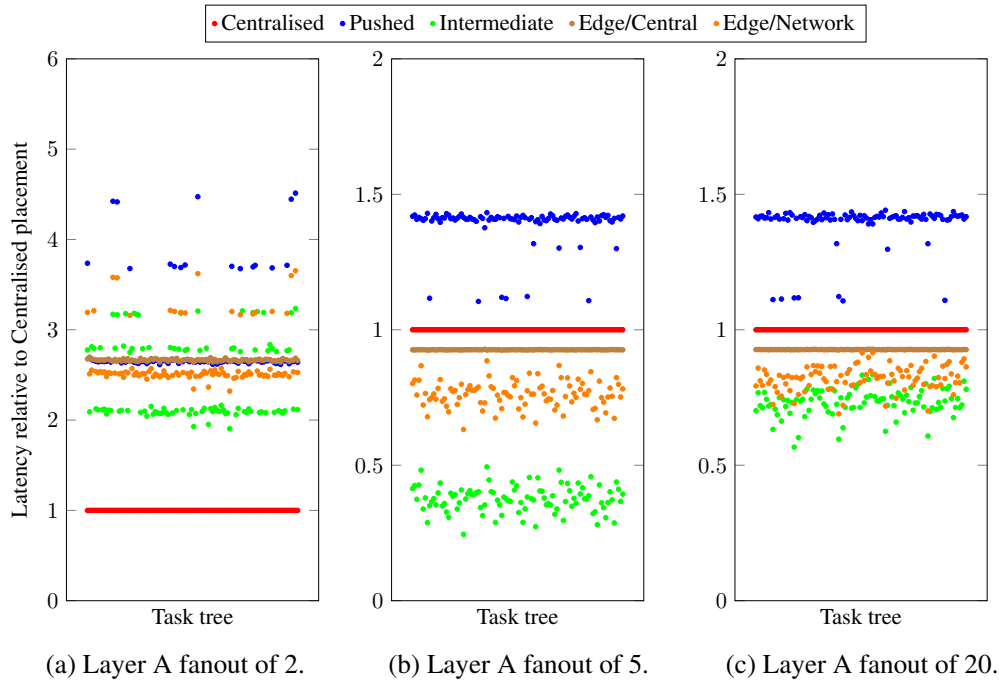 Centralised Pushed Intermediate Edge/Central Edge/Network
Latency relative to Centralised placement
6
5
4
3
2
1
0
Task tree
(a) Layer A fanout of 2.
2
1.5
1
0.5
0
Task tree
(b) Layer A fanout of 5.
2
1.5
1
0.5
0
Task tree
(c) Layer A fanout of 20.